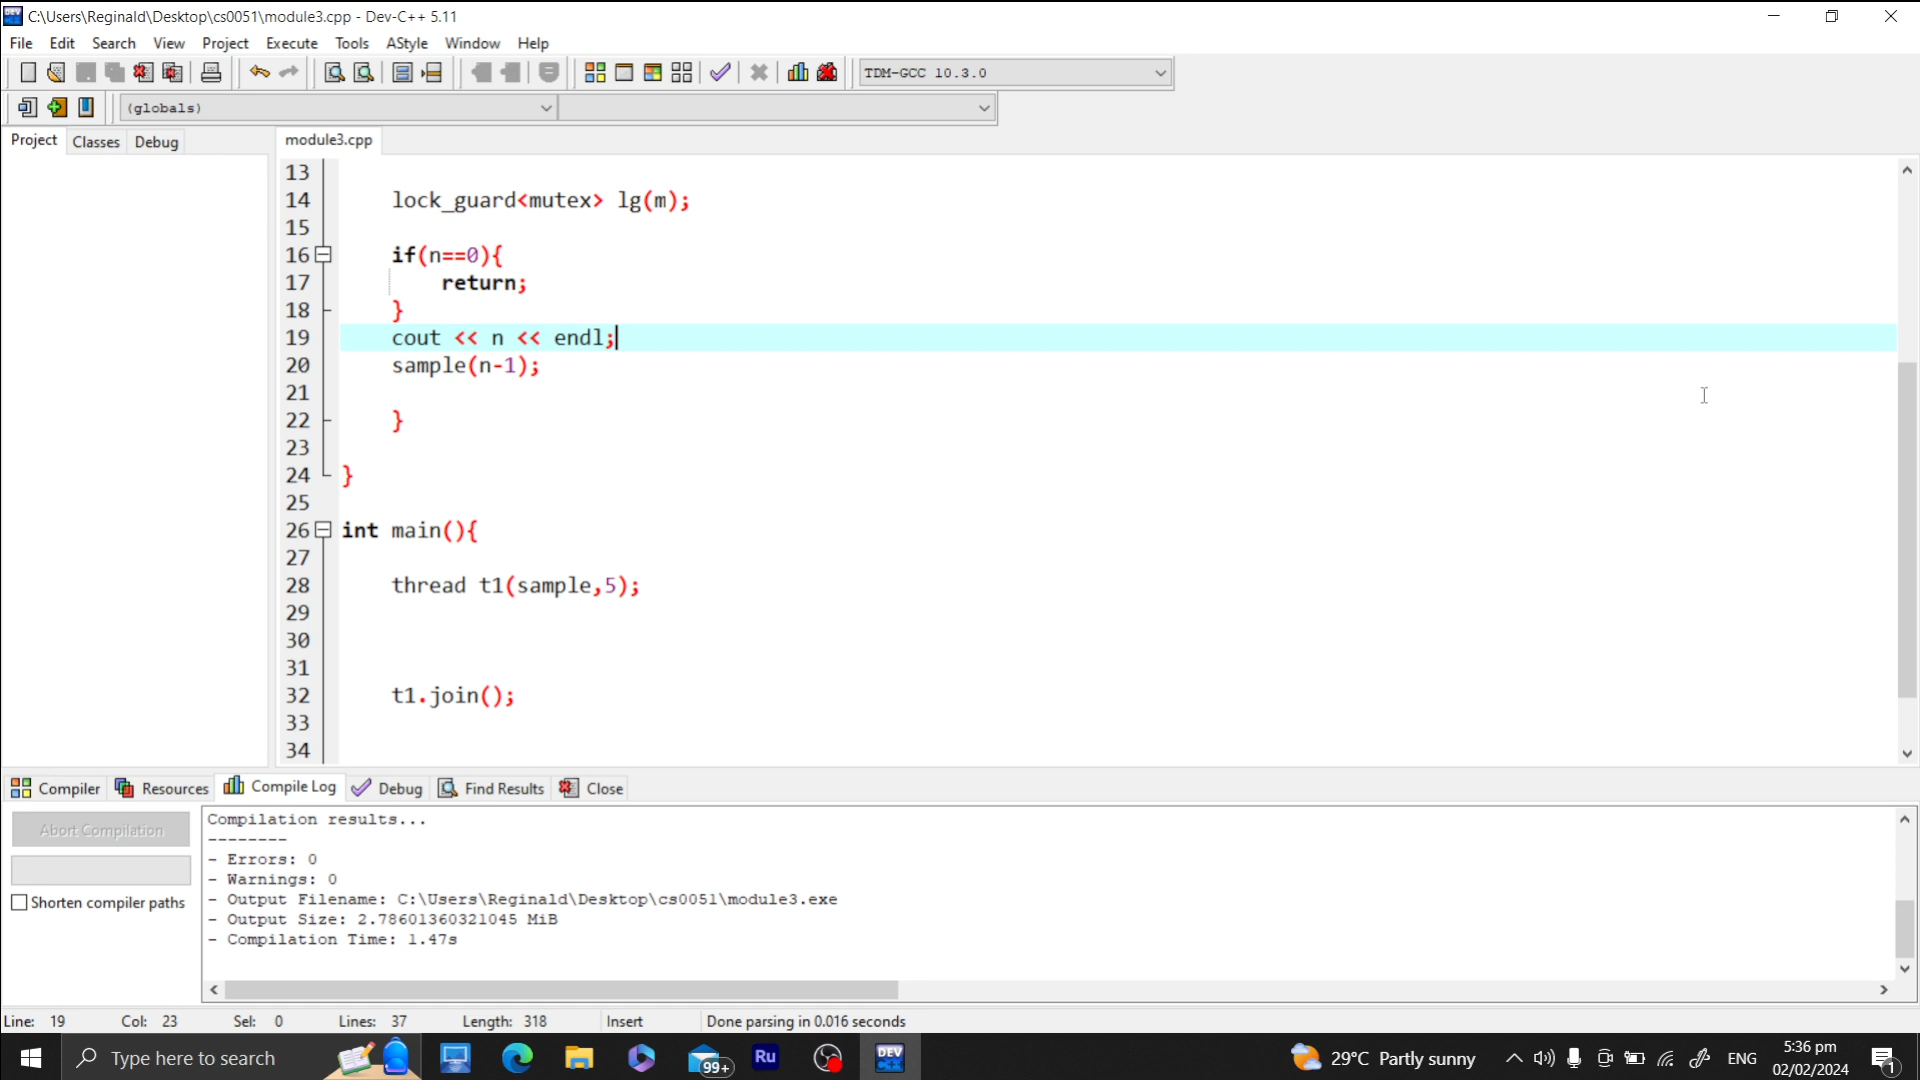 C:\Users\Reginald\Desktop\cs0051\module3.cpp - Dev-C++ 5.11
File Edit Search View Project Execute Tools AStyle Window Help
TDM-GCC 10.3.0
(globals)
Project Classes Debug
module3.cpp
13
14 lock_guard<mutex> lg(m);
15
16 if(n==0){
17 return;
18 }
19 cout << n << endl;
20 sample(n-1);
21
22 }
23
24 }
25
26 int main(){
27
28 thread t1(sample,5);
29
30
31
32 t1.join();
33
34
Compiler Resources Compile Log Debug Find Results Close
Abort Compilation
Shorten compiler paths
Compilation results...
--------
- Errors: 0
- Warnings: 0
- Output Filename: C:\Users\Reginald\Desktop\cs0051\module3.exe
- Output Size: 2.78601360321045 MiB
- Compilation Time: 1.47s
Line: 19 Col: 23 Sel: 0 Lines: 37 Length: 318 Insert Done parsing in 0.016 seconds
Type here to search
99+
Ru
DEV C++
29°C Partly sunny
ENG
5:36 pm
02/02/2024
1